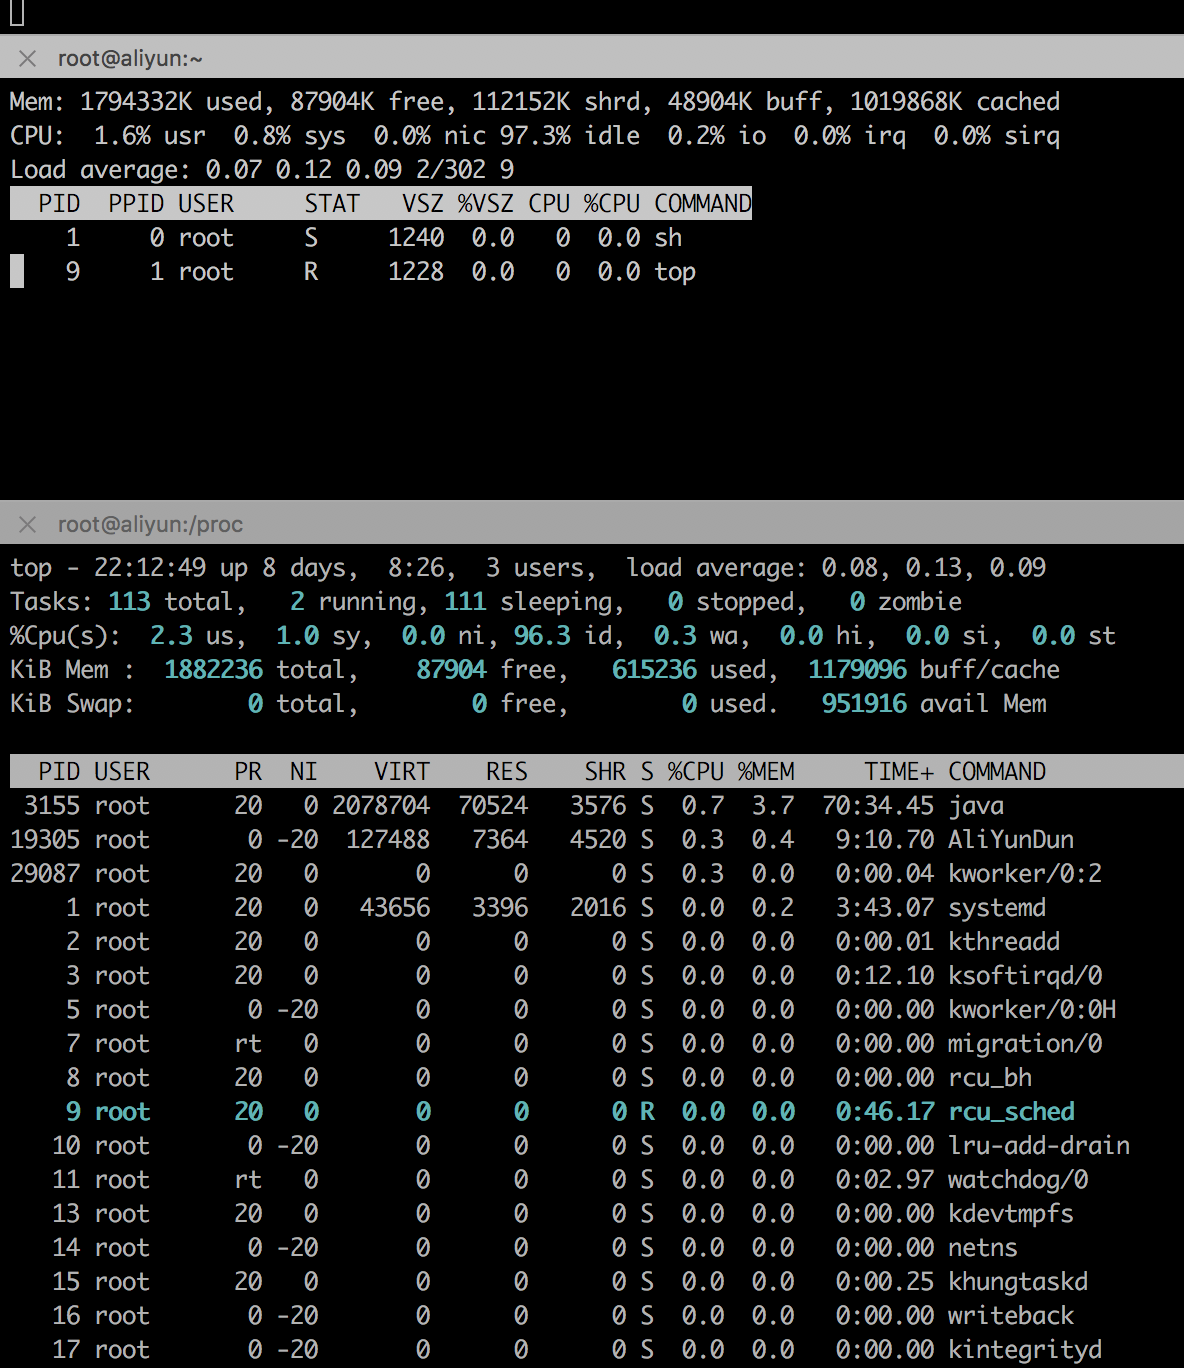 root@aliyun:~
Mem: 1794332K used, 87904K free, 112152K shrd, 48904K buff, 1019868K cached
CPU:  1.6% usr  0.8% sys  0.0% nic 97.3% idle  0.2% io  0.0% irq  0.0% sirq
Load average: 0.07 0.12 0.09 2/302 9
  PID  PPID USER     STAT   VSZ %VSZ CPU %CPU COMMAND
    1     0 root     S     1240  0.0   0  0.0 sh
    9     1 root     R     1228  0.0   0  0.0 top
root@aliyun:/proc
top - 22:12:49 up 8 days,  8:26,  3 users,  load average: 0.08, 0.13, 0.09
Tasks: 113 total,   2 running, 111 sleeping,   0 stopped,   0 zombie
%Cpu(s):  2.3 us,  1.0 sy,  0.0 ni, 96.3 id,  0.3 wa,  0.0 hi,  0.0 si,  0.0 st
KiB Mem :  1882236 total,    87904 free,   615236 used,  1179096 buff/cache
KiB Swap:        0 total,        0 free,        0 used.   951916 avail Mem
  PID USER      PR  NI    VIRT    RES    SHR S %CPU %MEM     TIME+ COMMAND
 3155 root      20   0 2078704  70524   3576 S  0.7  3.7  70:34.45 java
19305 root       0 -20  127488   7364   4520 S  0.3  0.4   9:10.70 AliYunDun
29087 root      20   0       0      0      0 S  0.3  0.0   0:00.04 kworker/0:2
    1 root      20   0   43656   3396   2016 S  0.0  0.2   3:43.07 systemd
    2 root      20   0       0      0      0 S  0.0  0.0   0:00.01 kthreadd
    3 root      20   0       0      0      0 S  0.0  0.0   0:12.10 ksoftirqd/0
    5 root       0 -20       0      0      0 S  0.0  0.0   0:00.00 kworker/0:0H
    7 root      rt   0       0      0      0 S  0.0  0.0   0:00.00 migration/0
    8 root      20   0       0      0      0 S  0.0  0.0   0:00.00 rcu_bh
    9 root      20   0       0      0      0 R  0.0  0.0   0:46.17 rcu_sched
   10 root       0 -20       0      0      0 S  0.0  0.0   0:00.00 lru-add-drain
   11 root      rt   0       0      0      0 S  0.0  0.0   0:02.97 watchdog/0
   13 root      20   0       0      0      0 S  0.0  0.0   0:00.00 kdevtmpfs
   14 root       0 -20       0      0      0 S  0.0  0.0   0:00.00 netns
   15 root      20   0       0      0      0 S  0.0  0.0   0:00.25 khungtaskd
   16 root       0 -20       0      0      0 S  0.0  0.0   0:00.00 writeback
   17 root       0 -20       0      0      0 S  0.0  0.0   0:00.00 kintegrityd